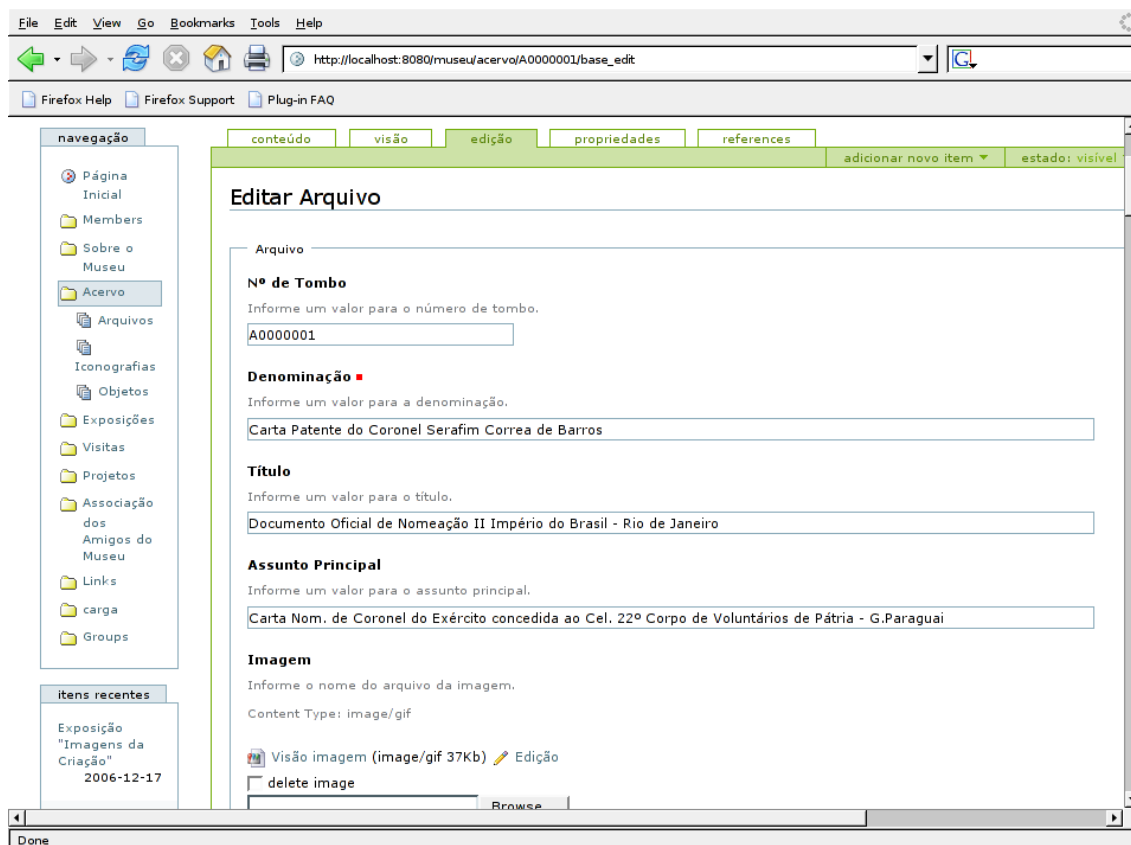 File Edit View Go Bookmarks Tools Help
http://localhost:8080/museu/acervo/A0000001/base_edit
G
Firefox Help Firefox Support Plug-in FAQ
navegação
Página
Inicial
Members
Sobre o
Museu
Acervo
Arquivos
Iconografias
Objetos
Exposições
Visitas
Projetos
Associação
dos
Amigos do
Museu
Links
carga
Groups
itens recentes
Exposição
"Imagens da
Criação"
2006-12-17
conteúdo visão edição propriedades references
adicionar novo item estado: visível
Editar Arquivo
Arquivo
Nº de Tombo
Informe um valor para o número de tombo.
A0000001
Denominação
Informe um valor para a denominação.
Carta Patente do Coronel Serafim Correa de Barros
Título
Informe um valor para o título.
Documento Oficial de Nomeação II Império do Brasil - Rio de Janeiro
Assunto Principal
Informe um valor para o assunto principal.
Carta Nom. de Coronel do Exército concedida ao Cel. 22º Corpo de Voluntários de Pátria - G.Paraguai
Imagem
Informe o nome do arquivo da imagem.
Content Type: image/gif
Visão imagem (image/gif 37Kb) Edição
delete image
Browse...
Done